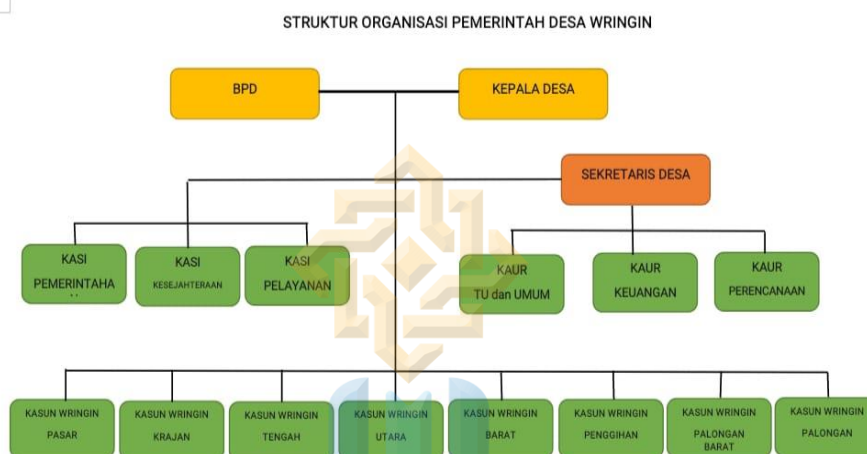 STRUKTUR ORGANISASI PEMERINTAH DESA WRINGIN
BPD
KEPALA DESA
SEKRETARIS DESA
KASI
PEMERINTAHA
KASI
KESEJAHTERAAN
KASI
PELAYANAN
KAUR
TU dan UMUM
KAUR
KEUANGAN
KAUR
PERENCANAAN
KASUN WRINGIN
PASAR
KASUN WRINGIN
KRAJAN
KASUN WRINGIN
TENGAH
KASUN WRINGIN
UTARA
KASUN WRINGIN
BARAT
KASUN WRINGIN
PENGGIHAN
KASUN WRINGIN
PALONGAN
BARAT
KASUN WRINGIN
PALONGAN